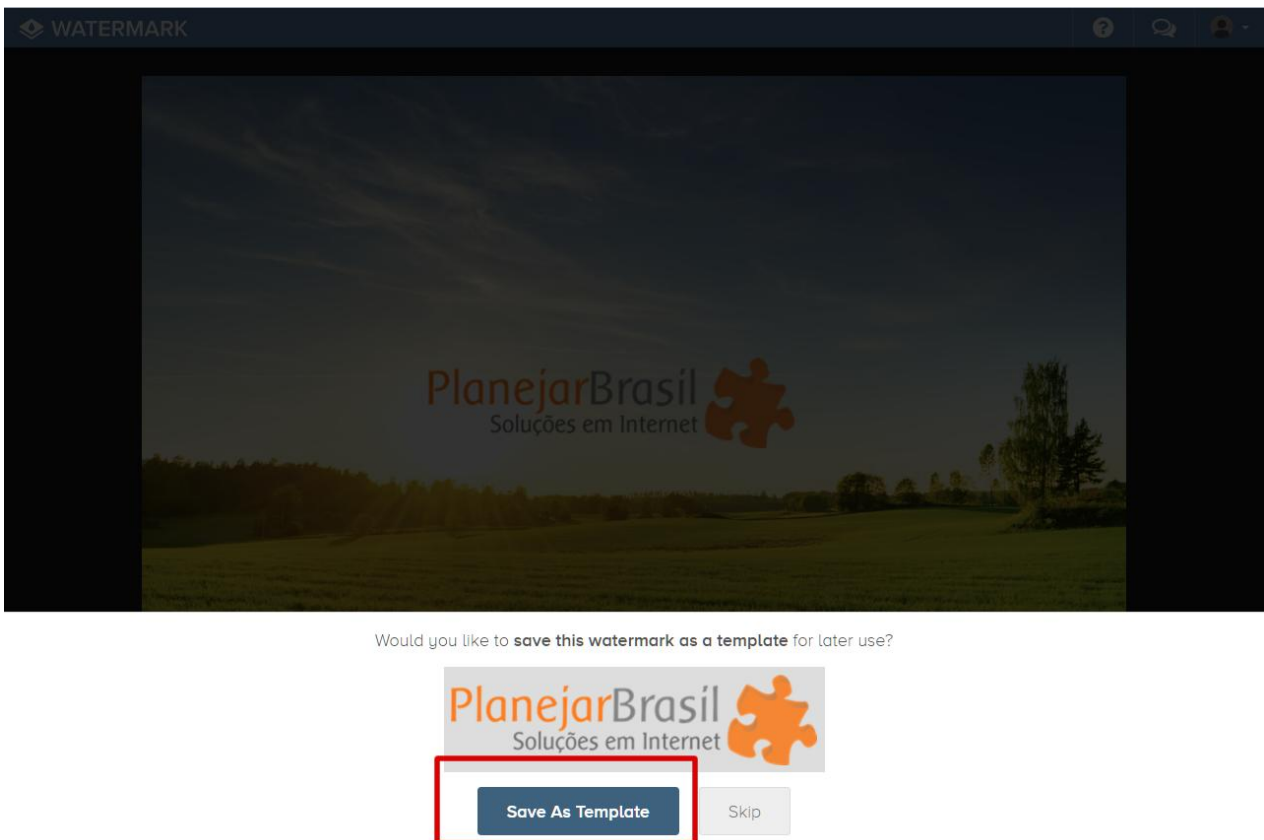 WATERMARK
PlanejarBrasil
Soluções em Internet
Would you like to save this watermark as a template for later use?
PlanejarBrasil
Soluções em Internet
Save As Template
Skip